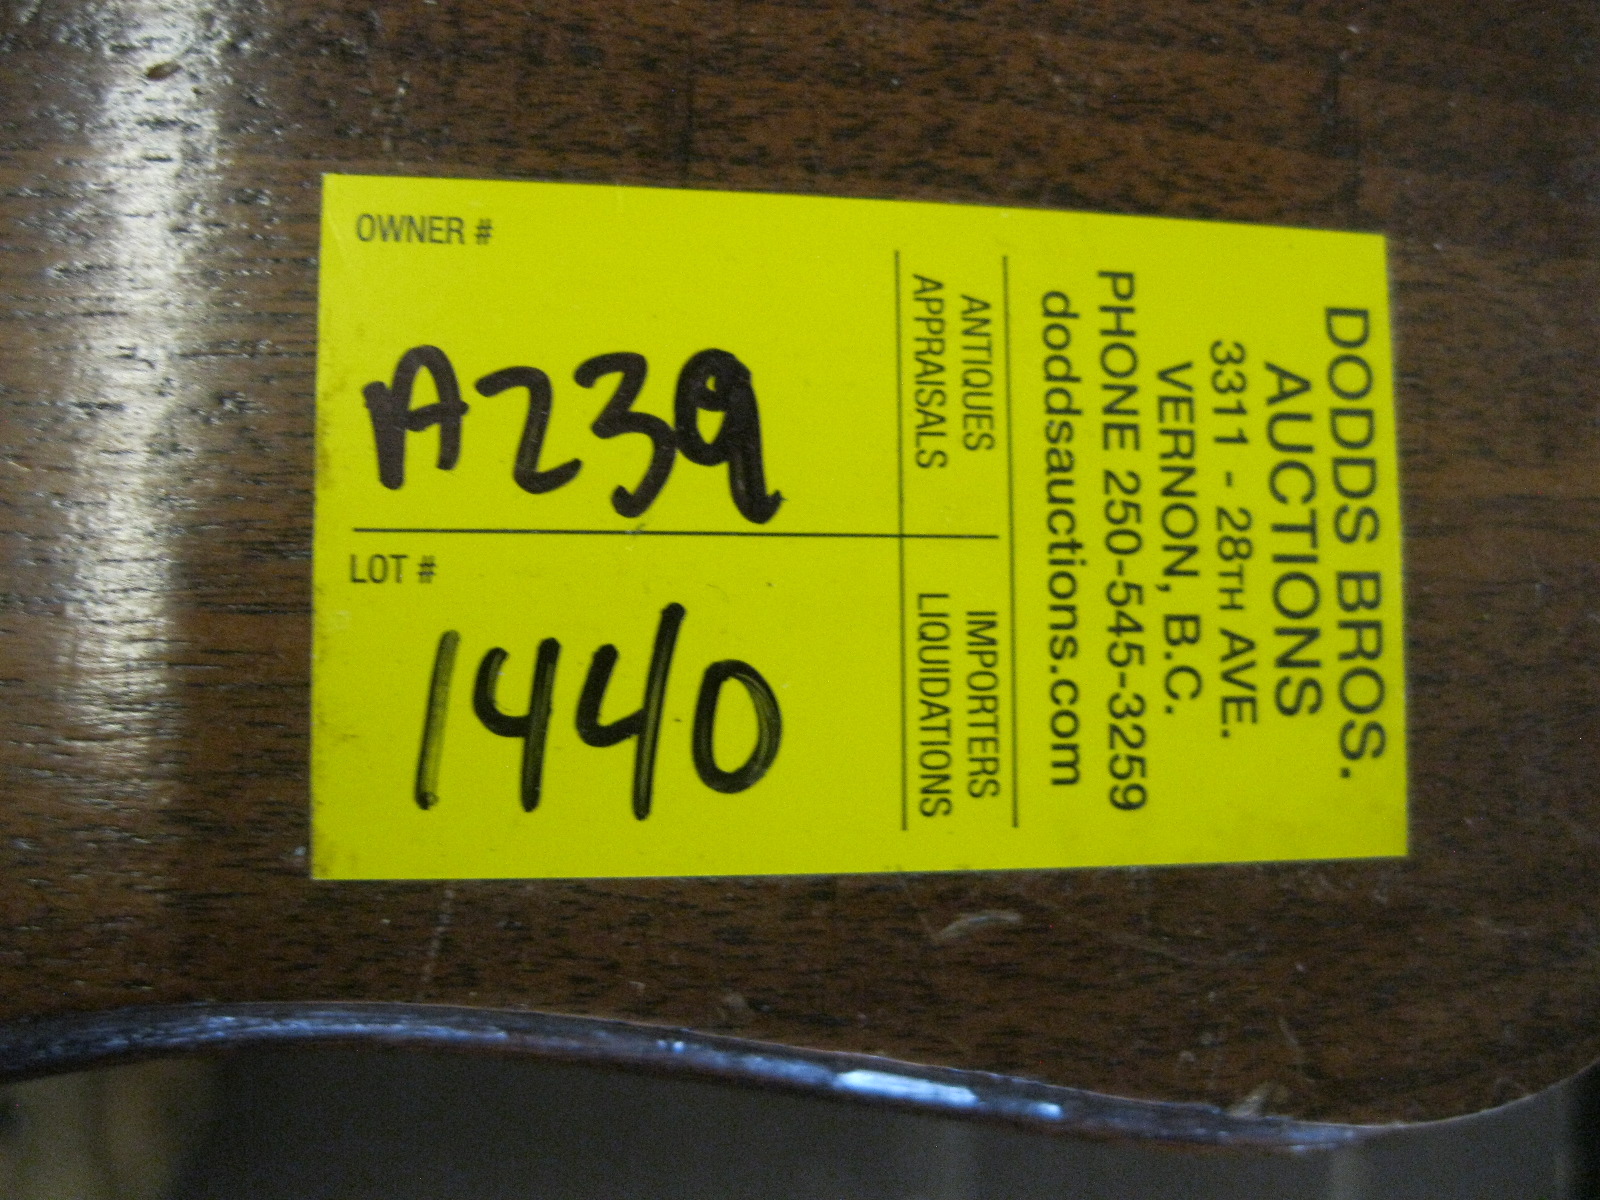 DODDS BROS.
AUCTIONS
3311 - 28TH AVE.
VERNON, B.C.
PHONE 250-545-3259
doddsauctions.com
ANTIQUES
APPRAISALS
IMPORTERS
LIQUIDATIONS
OWNER #
A239
LOT #
1440